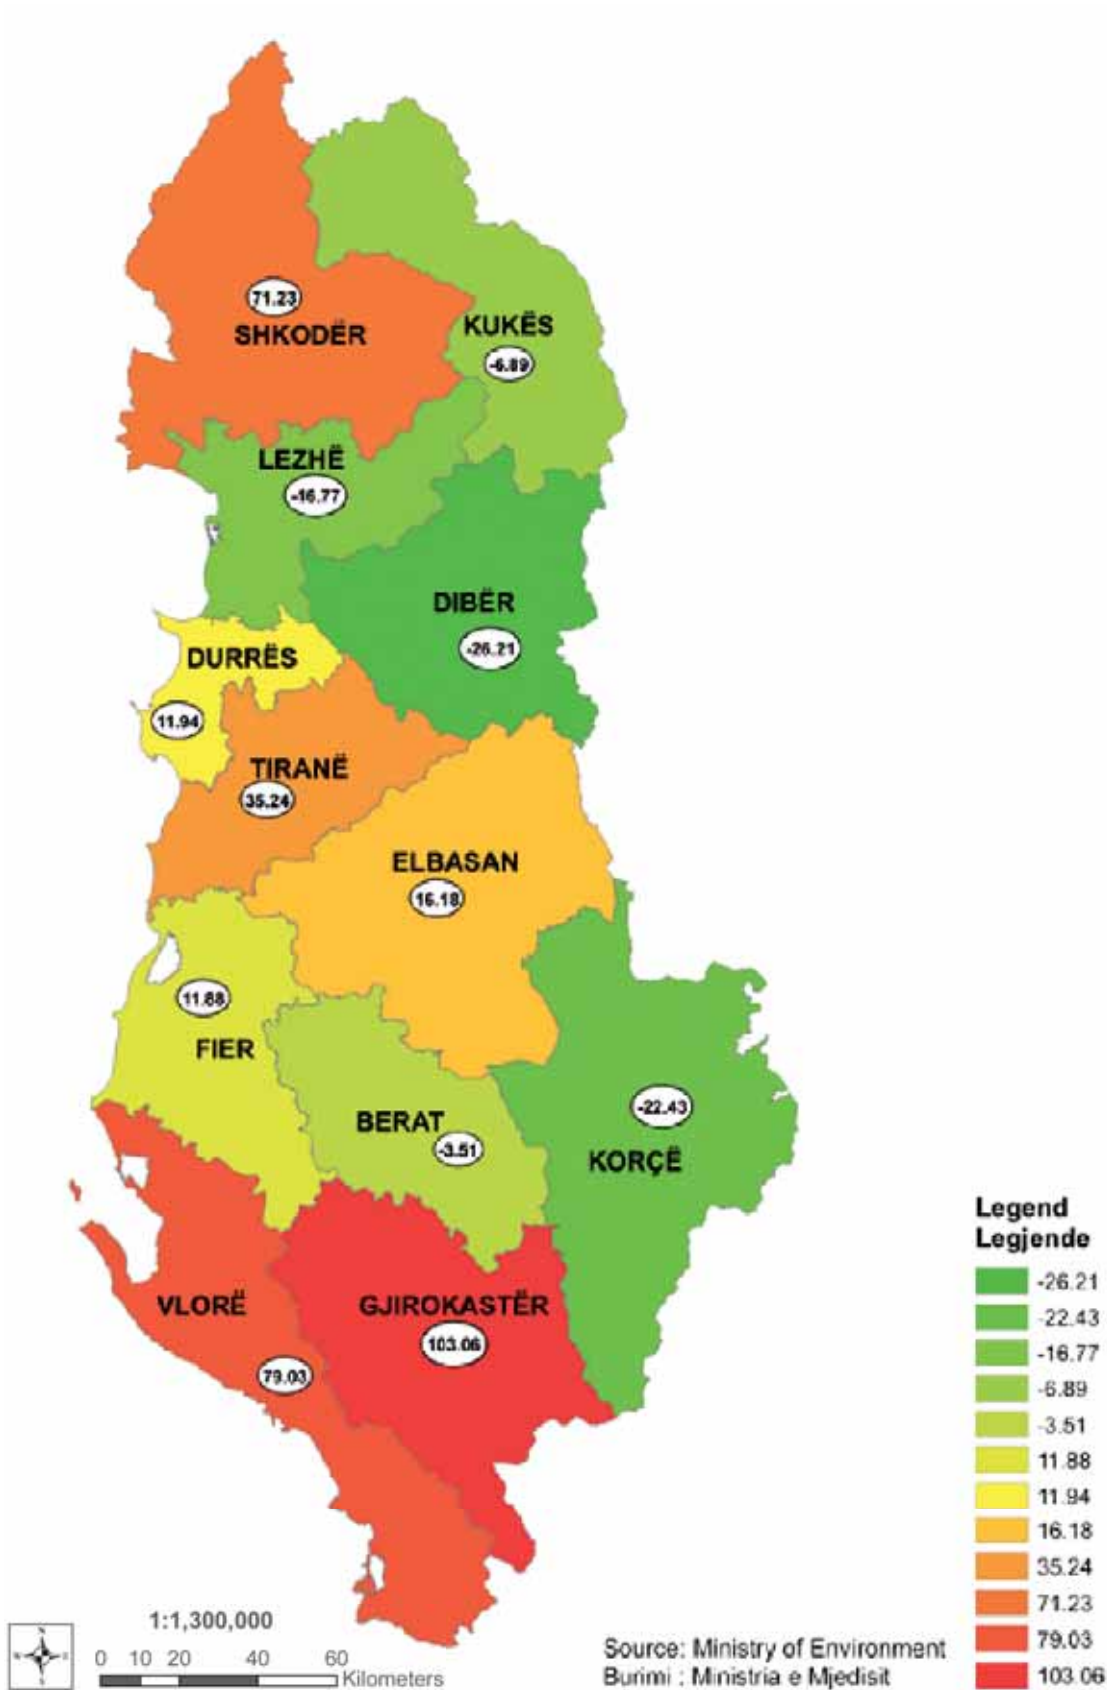 71.23
SHKODËR
KUKËS
-6.89
LEZHË
-16.77
DIBËR
-26.21
DURRËS
11.94
TIRANË
35.24
ELBASAN
16.18
11.88
FIER
BERAT
-3.51
-22.43
KORÇË
VLORË
79.03
GJIROKASTËR
103.06
Legend
Legjende
-26.21
-22.43
-16.77
-6.89
-3.51
11.88
11.94
16.18
35.24
71.23
79.03
103.06
1:1,300,000
0 10 20 40 60
Kilometers
Source: Ministry of Environment
Burimi : Ministria e Mjedisit